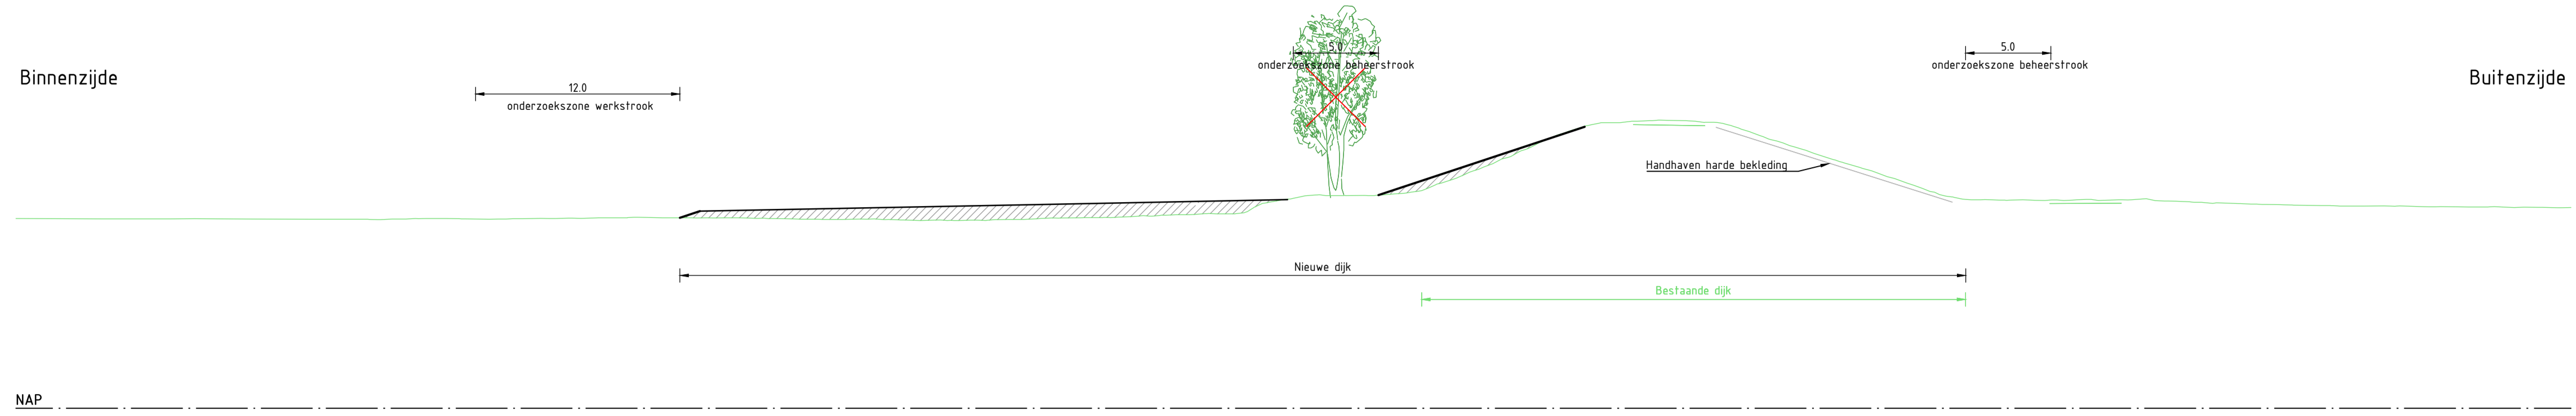 5.0
5.0
onderzoekszone beheerstrook
onderzoekszone beheerstrook
Binnenzijde
Buitenzijde
12.0
onderzoekszone werkstrook
Handhaven harde bekleding
Nieuwe dijk
Bestaande dijk
NAP